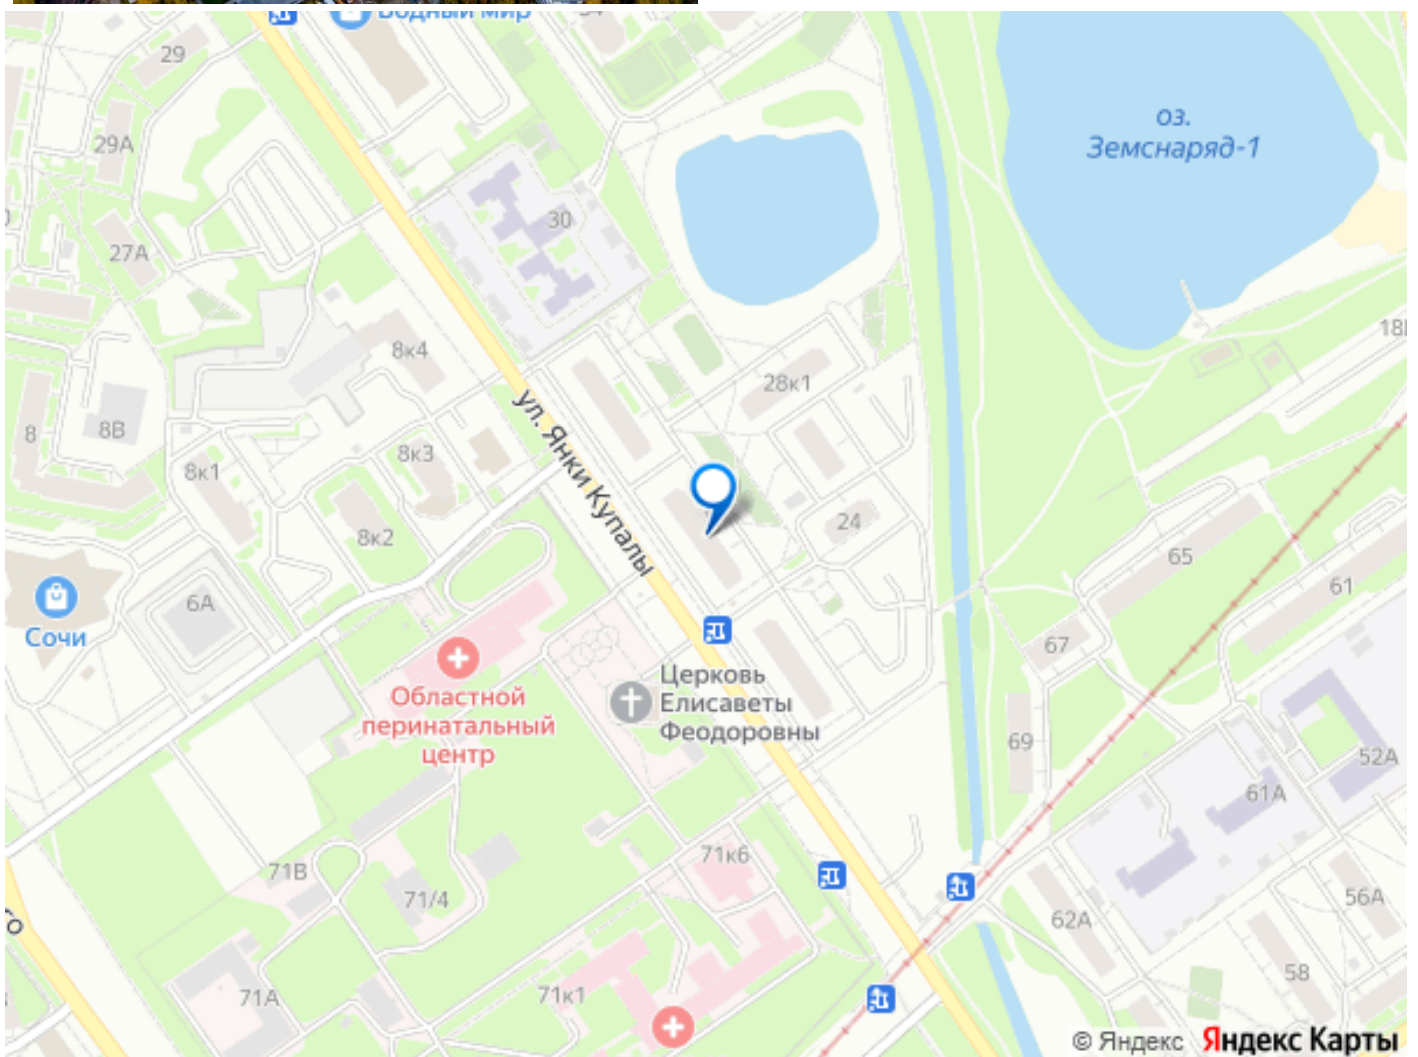 Водный мир
29
29А
30
27А
оз.
Земснаряд-1
8к4
28к1
ул. Янки Купалы
8
8В
8к1
8к3
8к2
24
65
61
6А
Сочи
67
Областной
перинатальный
центр
Церковь
Елисаветы
Феодоровны
69
52А
61А
71В
71/4
71к6
62А
56А
58
71А
71к1
© Яндекс Яндекс Карты